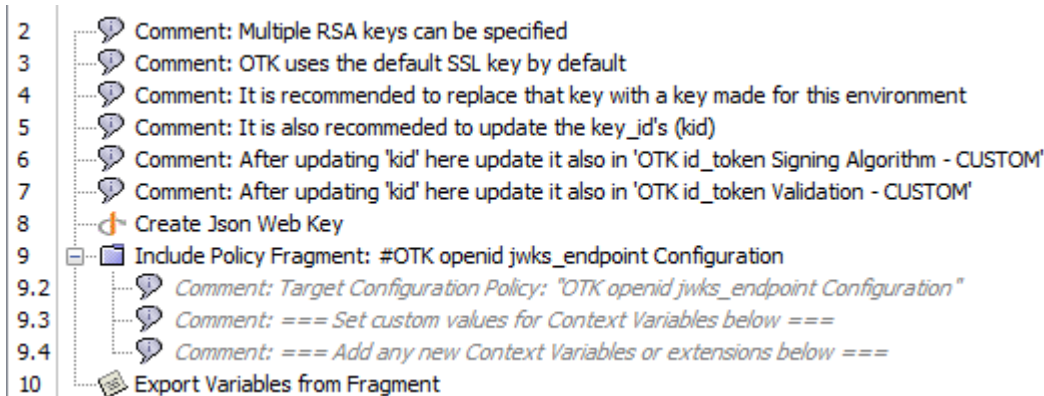 2 Comment: Multiple RSA keys can be specified
3 Comment: OTK uses the default SSL key by default
4 Comment: It is recommended to replace that key with a key made for this environment
5 Comment: It is also recommeded to update the key_id's (kid)
6 Comment: After updating 'kid' here update it also in 'OTK id_token Signing Algorithm - CUSTOM'
7 Comment: After updating 'kid' here update it also in 'OTK id_token Validation - CUSTOM'
8 Create Json Web Key
9 Include Policy Fragment: #OTK openid jwks_endpoint Configuration
9.2 Comment: Target Configuration Policy: "OTK openid jwks_endpoint Configuration"
9.3 Comment: === Set custom values for Context Variables below ===
9.4 Comment: === Add any new Context Variables or extensions below ===
10 Export Variables from Fragment